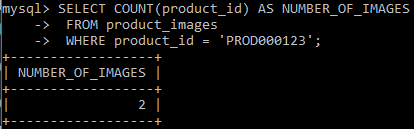 mysql> SELECT COUNT(product_id) AS NUMBER_OF_IMAGES
    ->  FROM product_images
    ->  WHERE product_id = 'PROD000123';
+------------------+
| NUMBER_OF_IMAGES |
+------------------+
|                2 |
+------------------+